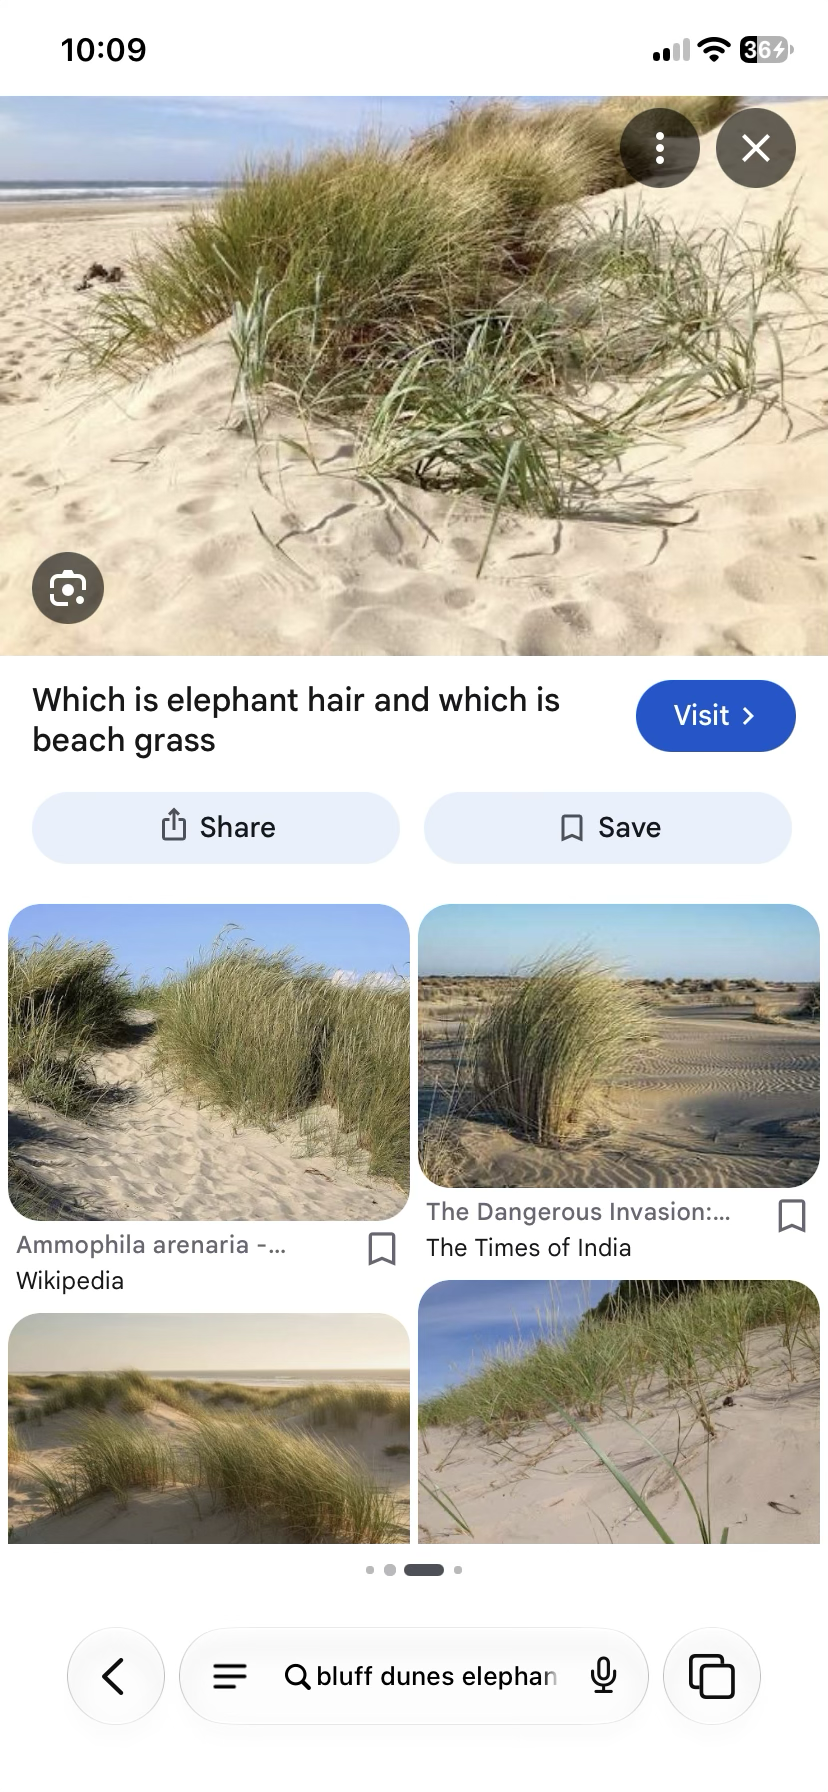 10:09
36
Which is elephant hair and which is
beach grass
Visit
Share
Save
Ammophila arenaria -...
Wikipedia
The Dangerous Invasion:...
The Times of India
bluff dunes elephan